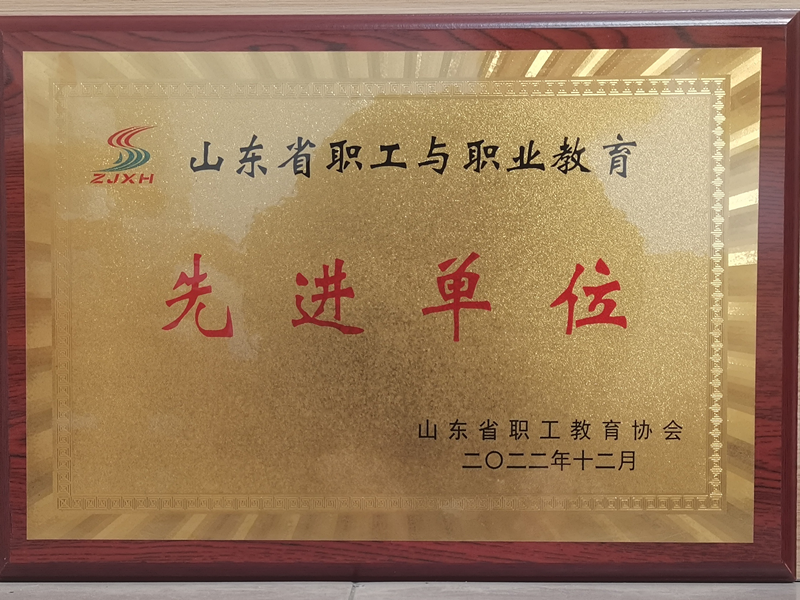 ZJXH
山东省职工与职业教育
先进单位
山东省职工教育协会
二〇二二年十二月